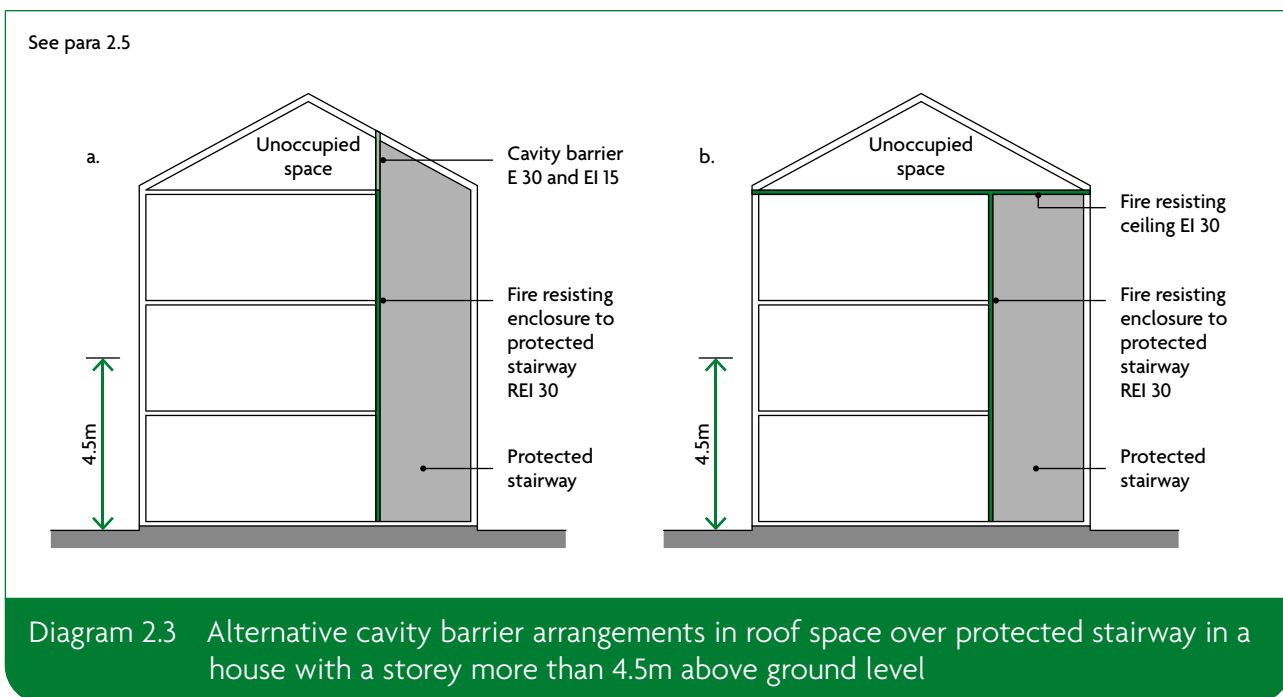 See para 2.5
a.
Unoccupied
space
Cavity barrier
E 30 and EI 15
Fire resisting
enclosure to
protected
stairway
REI 30
Protected
stairway
4.5m
b.
Unoccupied
space
Fire resisting
ceiling EI 30
Fire resisting
enclosure to
protected
stairway
REI 30
Protected
stairway
4.5m
Diagram 2.3 Alternative cavity barrier arrangements in roof space over protected stairway in a
house with a storey more than 4.5m above ground level